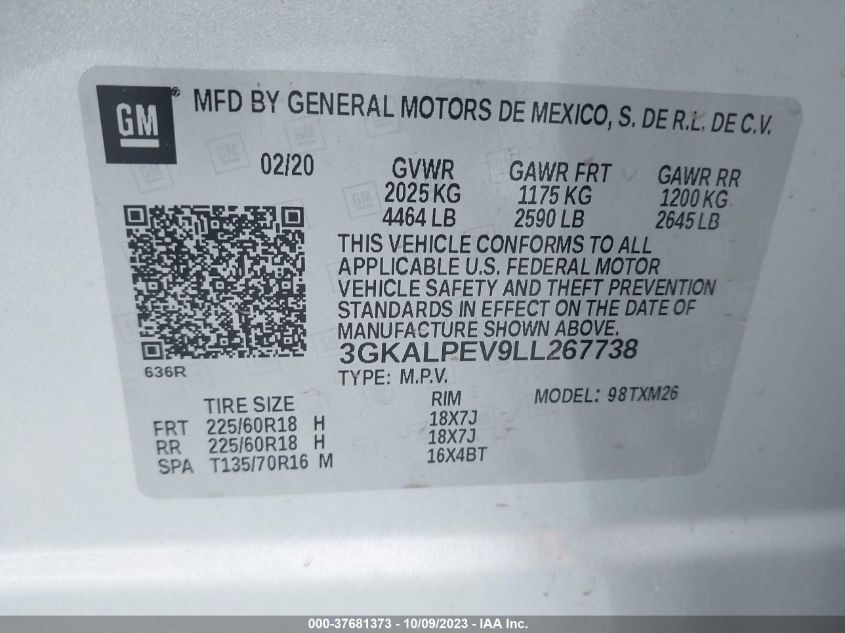 GM® MFD BY GENERAL MOTORS DE MEXICO, S. DE R.L. DE C.V.
02/20 GVWR GAWR FRT GAWR RR
2025 KG 1175 KG 1200 KG
4464 LB 2590 LB 2645 LB
THIS VEHICLE CONFORMS TO ALL
APPLICABLE U.S. FEDERAL MOTOR
VEHICLE SAFETY AND THEFT PREVENTION
STANDARDS IN EFFECT ON THE DATE OF
MANUFACTURE SHOWN ABOVE.
3GKALPEV9LL267738
636R
TYPE: M.P.V. MODEL: 98TXM26
TIRE SIZE RIM
FRT 225/60R18 H 18X7J
RR 225/60R18 H 18X7J
SPA T135/70R16 M 16X4BT
000-37681373 - 10/09/2023 - IAA Inc.